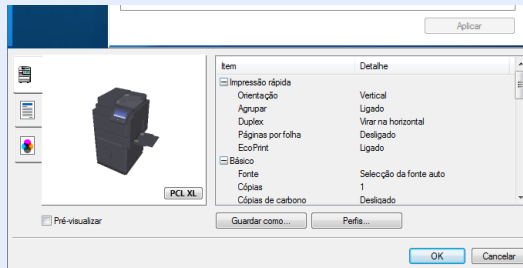 Aplicar
Item Detalhe
Impressão rápida
Orientação Vertical
Agrupar Ligado
Duplex Virar na horizontal
Páginas por folha Desligado
EcoPrint Ligado
Básico
Fonte Selecção da fonte auto
Cópias 1
Cópias de carbono Desligado
PCL XL
Pré-visualizar Guardar como... Perfis...
OK Cancelar